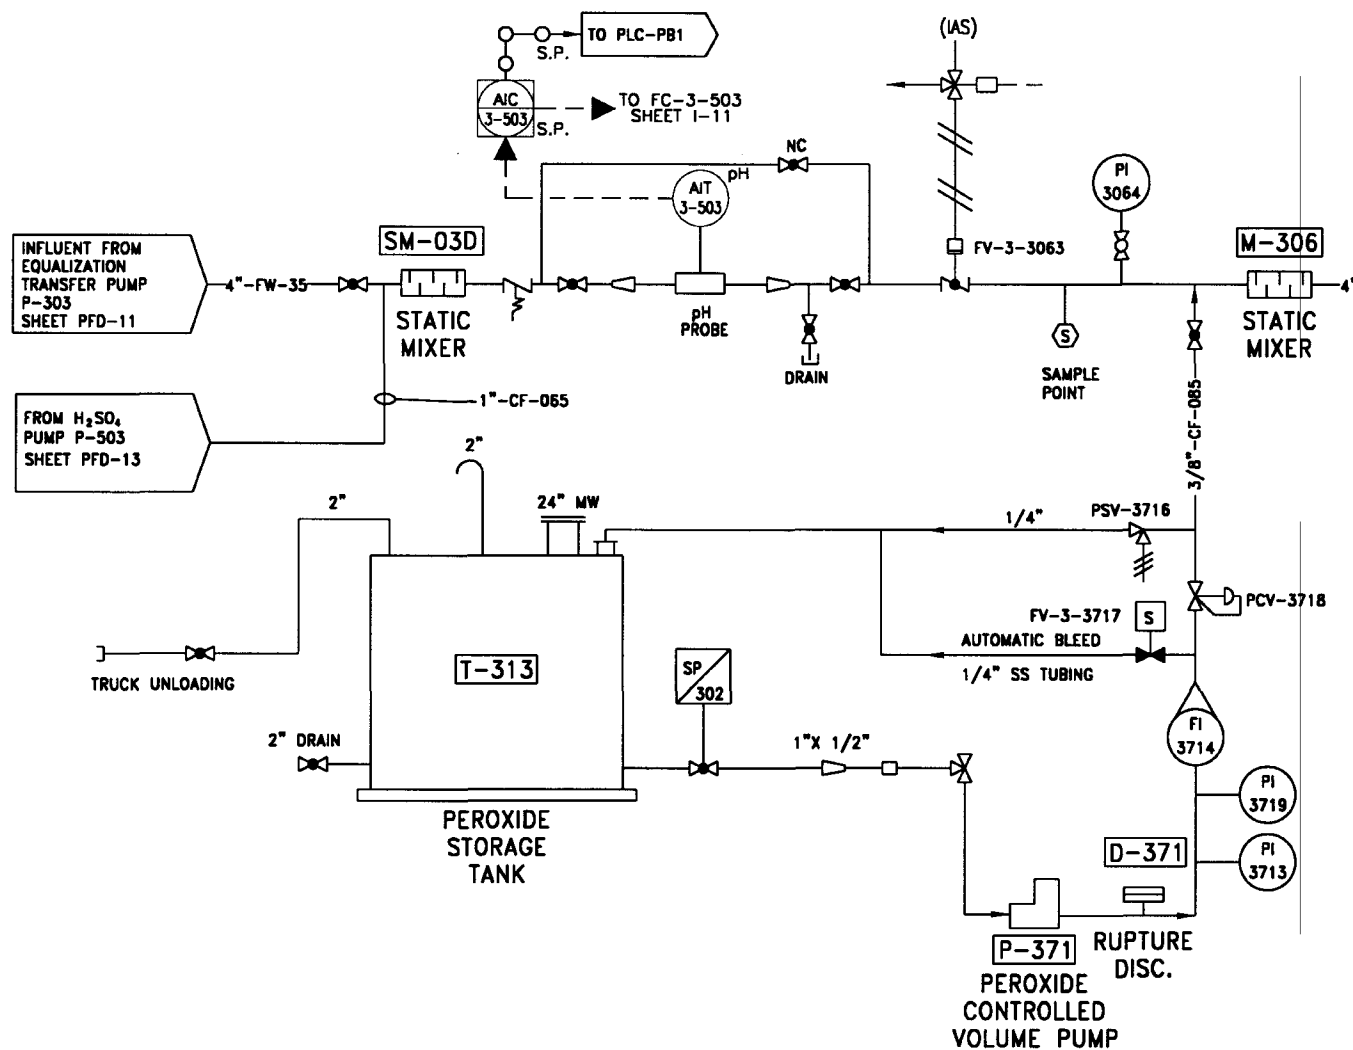 TO PLC-PB1
S.P.
(IAS)
AIC
3-503
S.P.
TO FC-3-503
SHEET I-11
NC
pH
AIT
3-503
PI
3064
SM-03D
FV-3-3063
M-306
INFLUENT FROM
EQUALIZATION
TRANSFER PUMP
P-303
SHEET PFD-11
4"-FW-35
4"
STATIC
MIXER
pH
PROBE
DRAIN
S
SAMPLE
POINT
STATIC
MIXER
FROM H₂SO₄
PUMP P-503
SHEET PFD-13
1"-CF-065
3/8"-CF-085
2"
2"
24" MW
1/4"
PSV-3716
PCV-3718
FV-3-3717
S
AUTOMATIC BLEED
1/4" SS TUBING
TRUCK UNLOADING
T-313
SP
302
2" DRAIN
1"X 1/2"
FI
3714
PI
3719
PI
3713
PEROXIDE
STORAGE
TANK
D-371
P-371
RUPTURE
DISC.
PEROXIDE
CONTROLLED
VOLUME PUMP